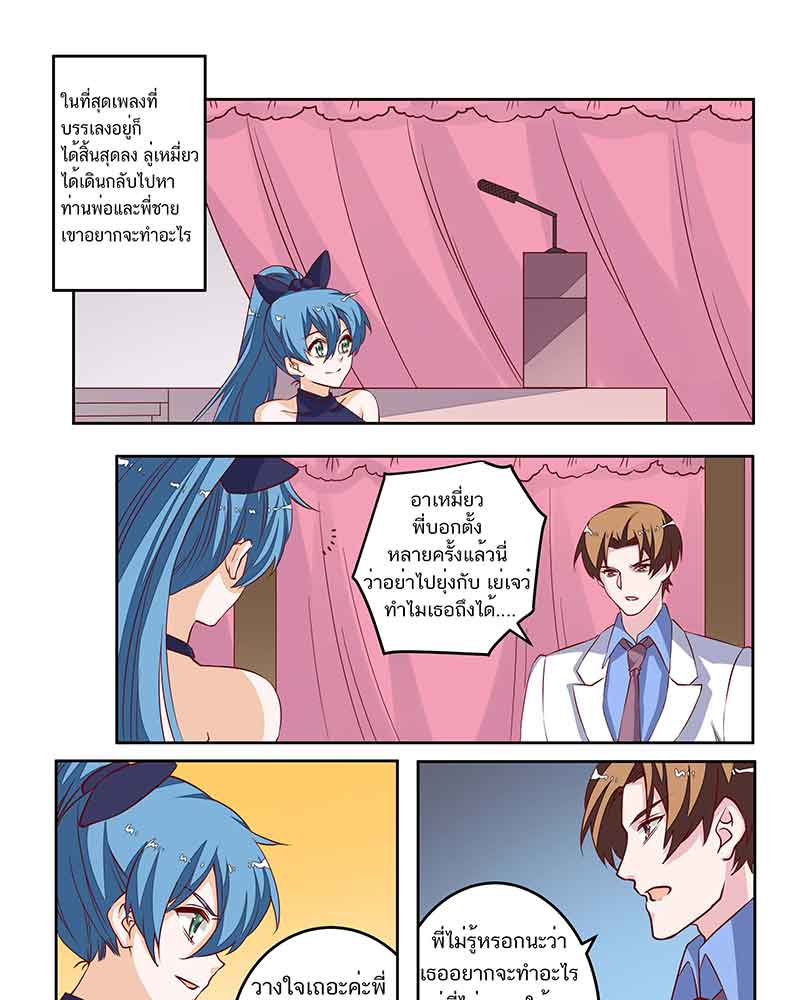 ในที่สุดเพลงที่
บรรเลงอยู่ก็
ได้สิ้นสุดลง ลู่เหมี่ยว
ได้เดินกลับไปหา
ท่านพ่อและพี่ชาย
เขาอยากจะทำอะไร
อาเหมี่ยว
พี่บอกตั้ง
หลายครั้งแล้วนี่
ว่าอย่าไปยุ่งกับ เย่เจว๋
ทำไมเธอถึงได้....
วางใจเถอะค่ะพี่
พี่ไม่รู้หรอกนะว่า
เธออยากจะทำอะไร